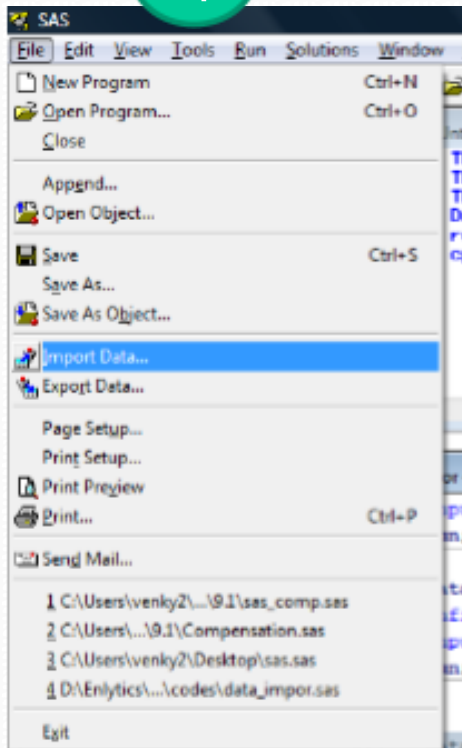 SAS
File Edit View Tools Run Solutions Window
New Program Ctrl+N
Open Program... Ctrl+O
Close
Append...
Open Object...
Save Ctrl+S
Save As...
Save As Object...
Import Data...
Export Data...
Page Setup...
Print Setup...
Print Preview
Print... Ctrl+P
Send Mail...
1 C:\Users\venky2\...\9.1\sas_comp.sas
2 C:\Users\...\9.1\Compensation.sas
3 C:\Users\venky2\Desktop\sas.sas
4 D:\Enlytics\...\codes\data_impor.sas
Exit